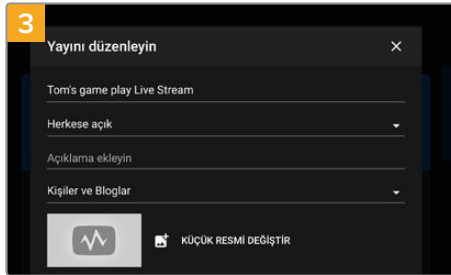 3
Yayını düzenleyin
Tom's game play Live Stream
Herkese açık
Açıklama ekleyin
Kişiler ve Bloglar
KÜÇÜK RESMİ DEĞİŞTİR